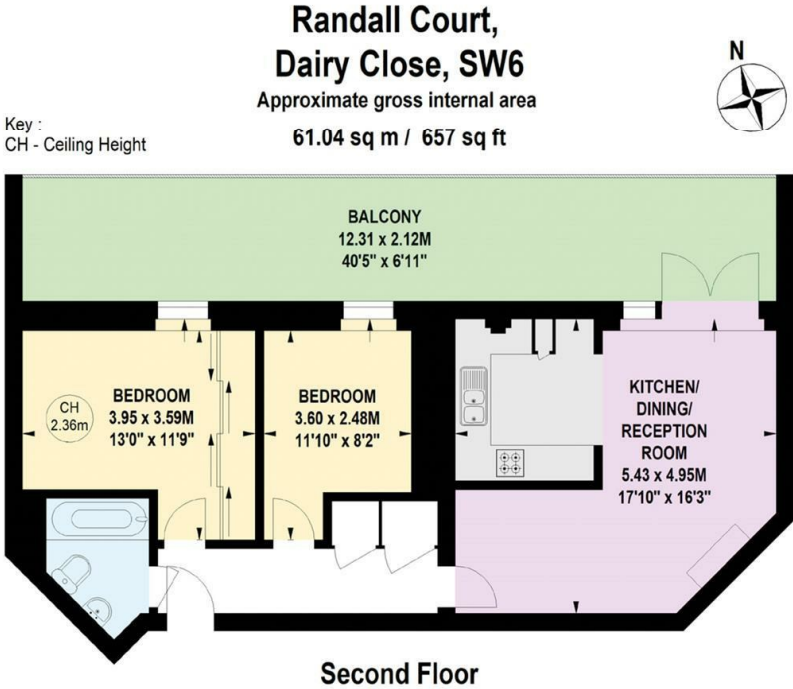 Randall Court,
Dairy Close, SW6
Approximate gross internal area
61.04 sq m / 657 sq ft
N
Key :
CH - Ceiling Height
BALCONY
12.31 x 2.12M
40'5" x 6'11"
CH
2.36m
BEDROOM
3.95 x 3.59M
13'0" x 11'9"
BEDROOM
3.60 x 2.48M
11'10" x 8'2"
KITCHEN/
DINING/
RECEPTION
ROOM
5.43 x 4.95M
17'10" x 16'3"
Second Floor